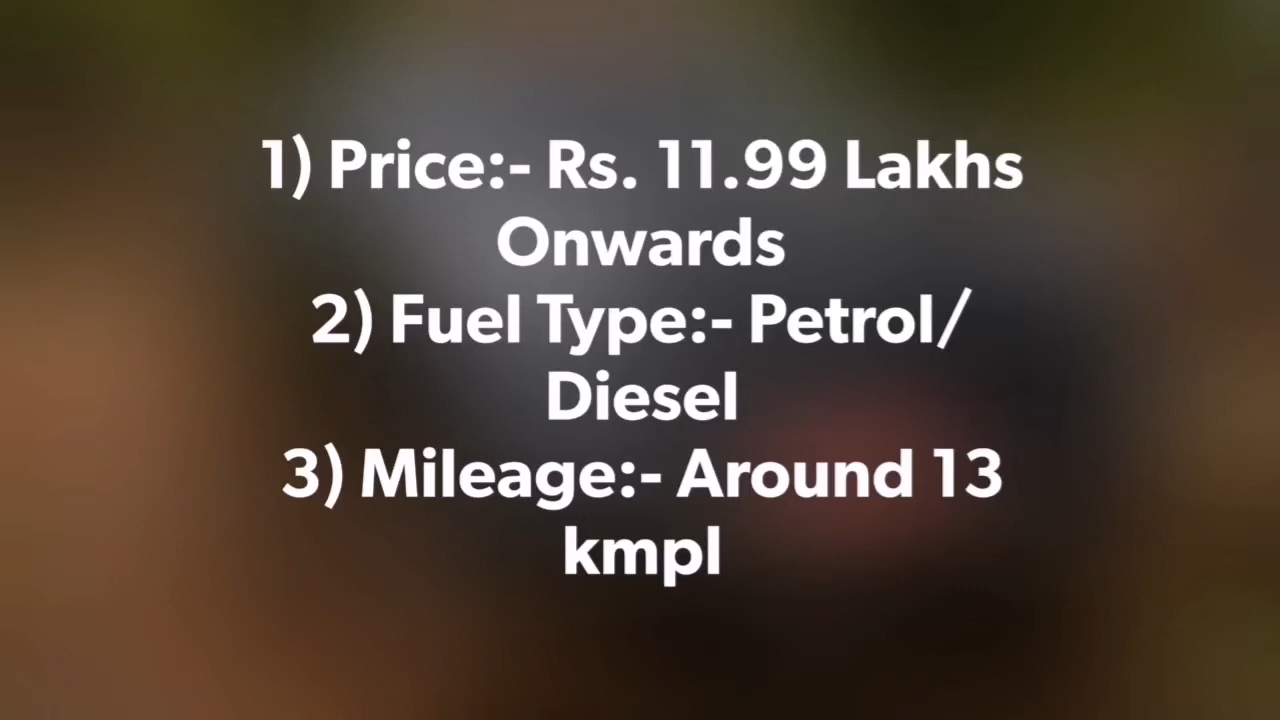 1) Price:- Rs. 11.99 Lakhs
Onwards
2) Fuel Type:- Petrol/
Diesel
3) Mileage:- Around 13
kmpl